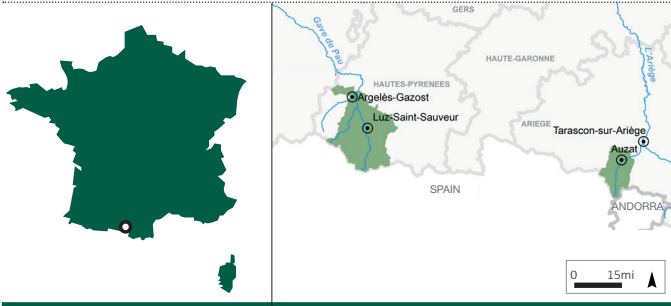 GERS
Gave de Pau
HAUTE-GARONNE
L'Ariège
HAUTES-PYRENEES
Argelès-Gazost
Luz-Saint-Sauveur
ARIEGE
Tarascon-sur-Ariège
Auzat
SPAIN
ANDORRA
0 15mi